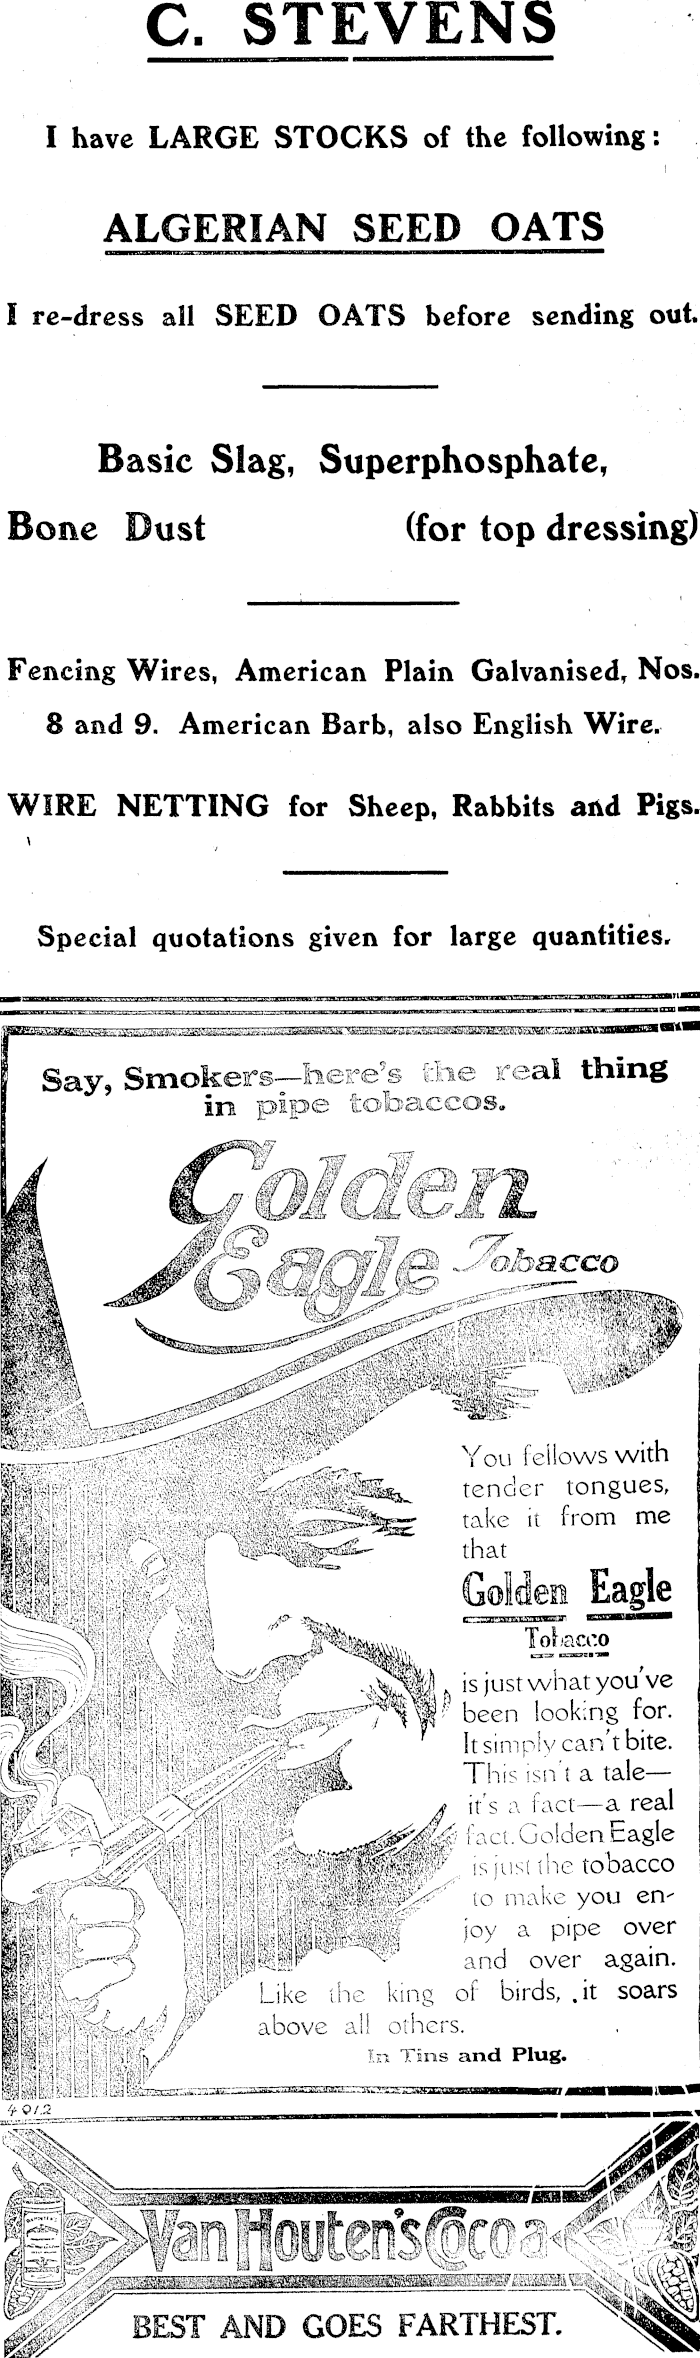 C. STEVENS
I have LARGE STOCKS of the following:
ALGERIAN SEED OATS
I re-dress all SEED OATS before sending out.
Basic Slag, Superphosphate,
Bone Dust (for top dressing)
Fencing Wires, American Plain Galvanised, Nos.
8 and 9. American Barb, also English Wire.
WIRE NETTING for Sheep, Rabbits and Pigs.
Special quotations given for large quantities.
Say, Smokers—here's the real thing
in pipe tobaccos.
Golden
Eagle Tobacco
You fellows with
tender tongues,
take it from me
that
Golden Eagle
Tobacco
is just what you've
been looking for.
It simply can't bite.
This isn't a tale—
it's a fact—a real
fact. Golden Eagle
is just the tobacco
to make you en-
joy a pipe over
and over again.
Like the king of birds, it soars
above all others.
In Tins and Plug.
4912
Van Houten's Cocoa
BEST AND GOES FARTHEST.